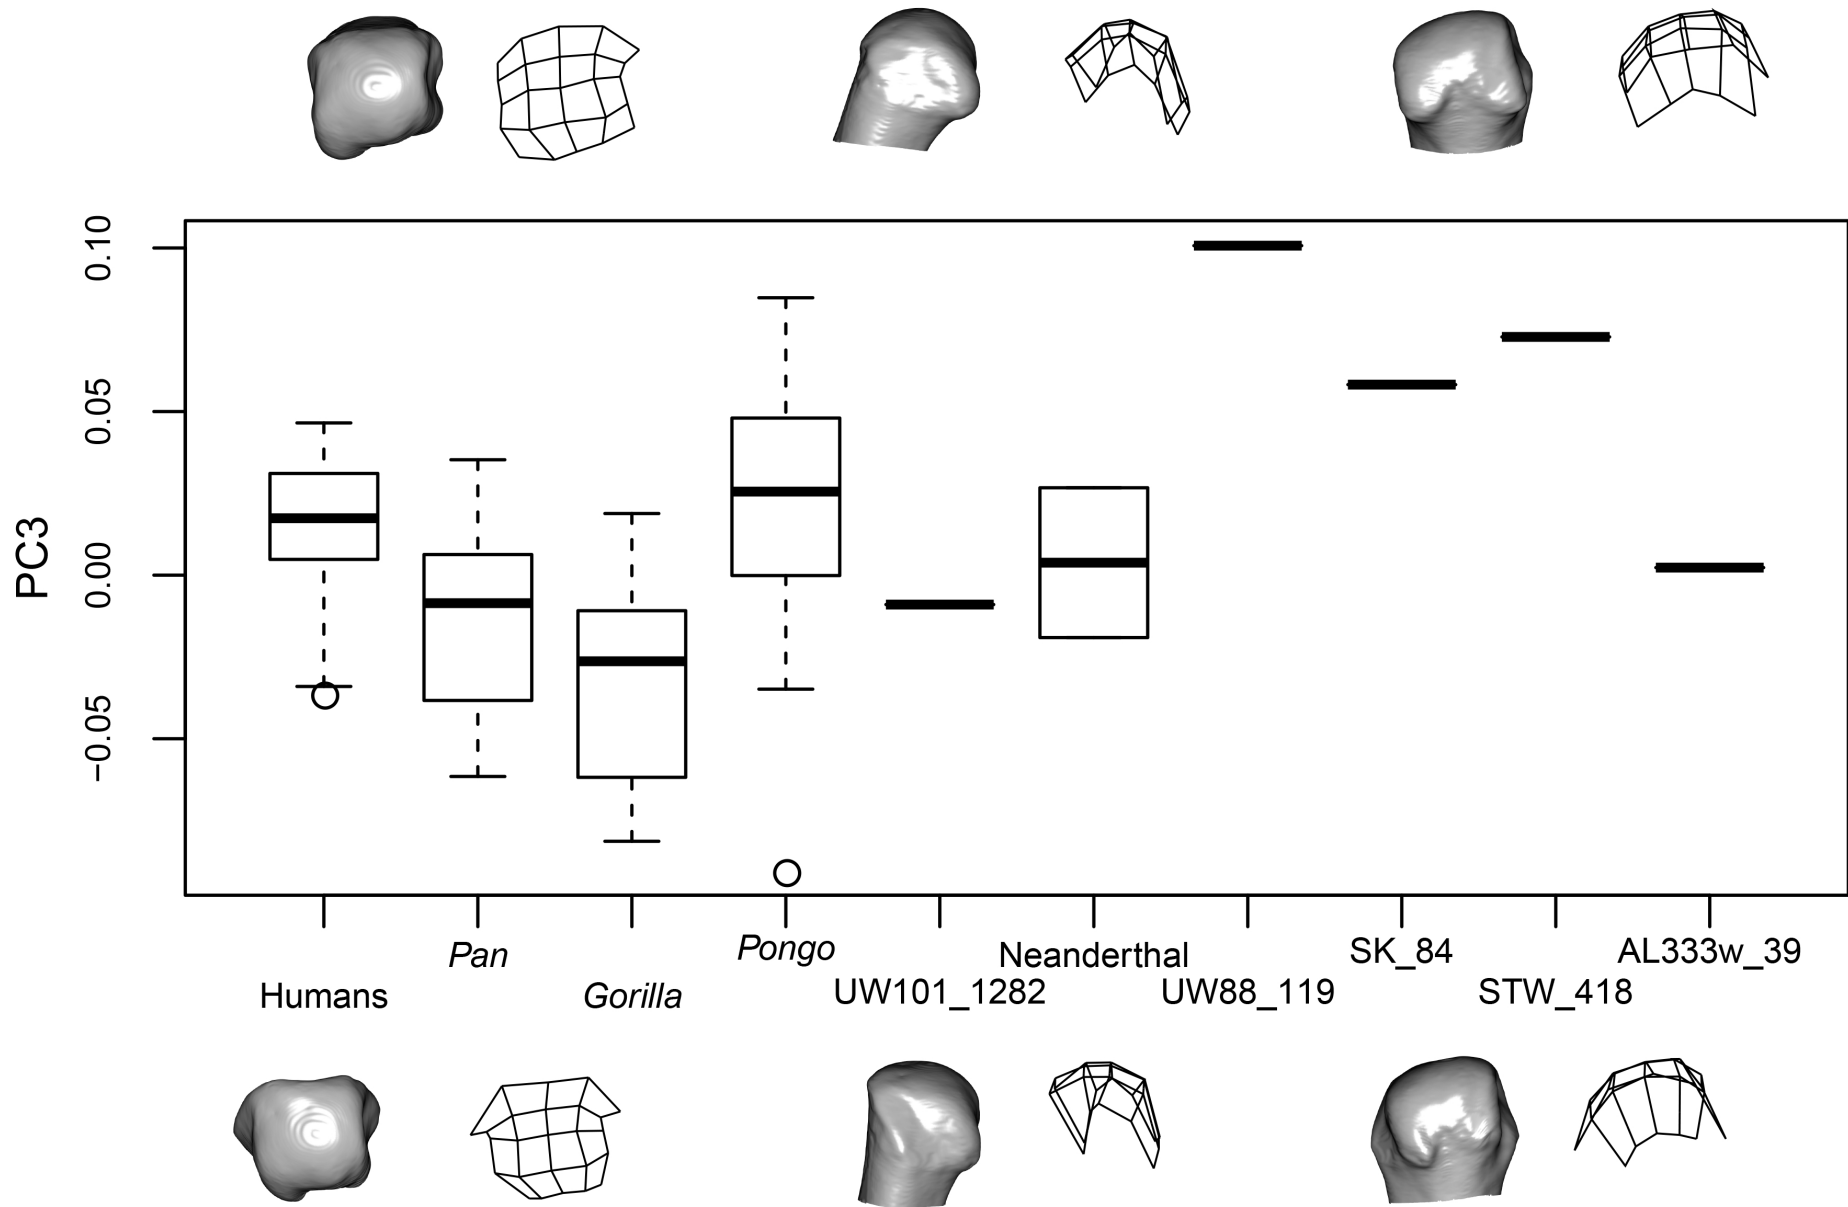 0.10
0.05
0.00
−0.05
PC3
Humans
Pan
Gorilla
Pongo
UW101_1282
Neanderthal
UW88_119
SK_84
STW_418
AL333w_39